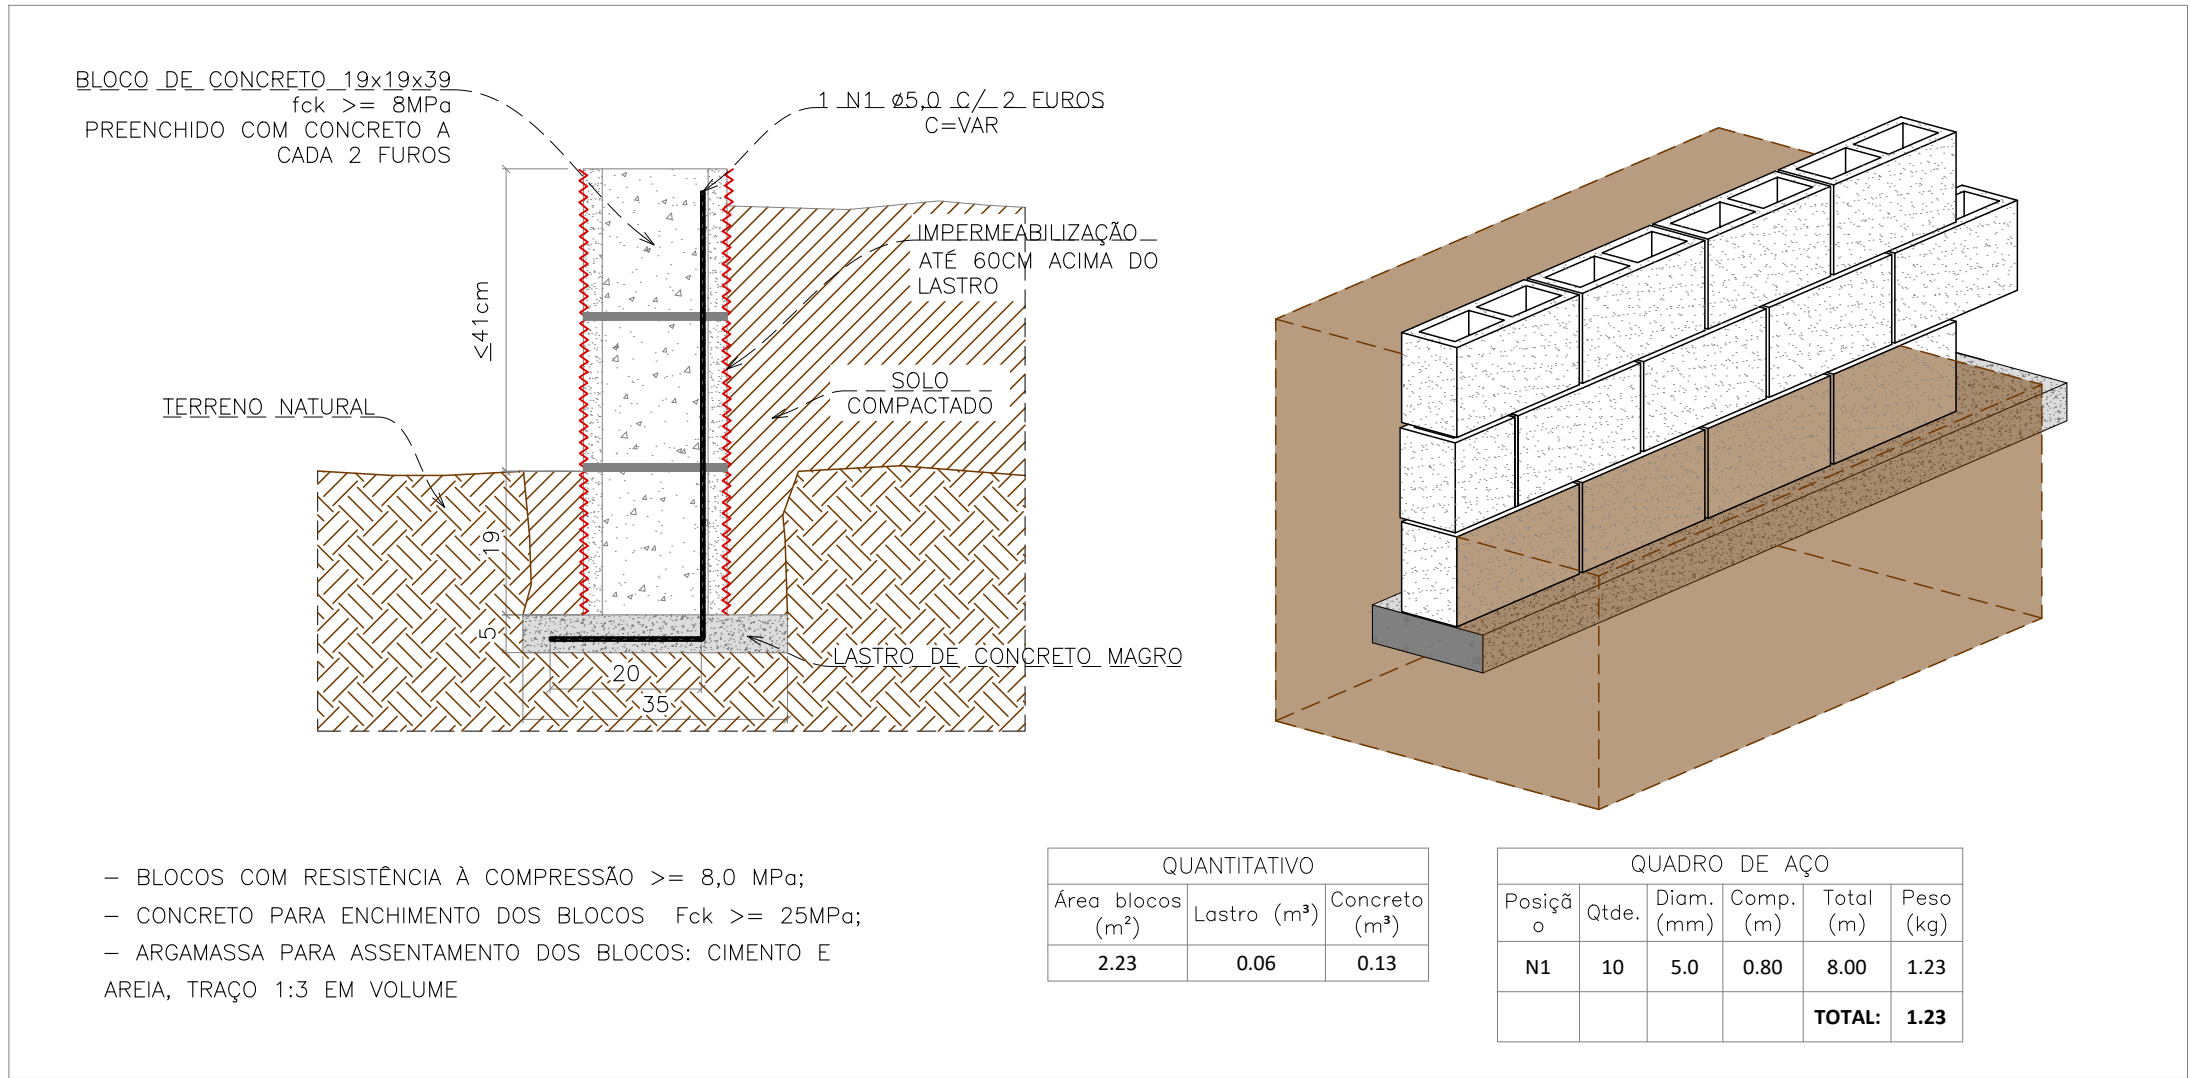 BLOCO DE CONCRETO 19x19x39
fck >= 8MPa
PREENCHIDO COM CONCRETO A
CADA 2 FUROS
1 N1 ø5,0 C/ 2 FUROS
C=VAR
IMPERMEABILIZAÇÃO
ATÉ 60CM ACIMA DO
LASTRO
≤41cm
SOLO
COMPACTADO
TERRENO NATURAL
19
5
LASTRO DE CONCRETO MAGRO
20
35
– BLOCOS COM RESISTÊNCIA À COMPRESSÃO >= 8,0 MPa;
– CONCRETO PARA ENCHIMENTO DOS BLOCOS Fck >= 25MPa;
– ARGAMASSA PARA ASSENTAMENTO DOS BLOCOS: CIMENTO E
AREIA, TRAÇO 1:3 EM VOLUME
QUANTITATIVO
Área blocos (m²) Lastro (m³) Concreto (m³)
2.23 0.06 0.13
QUADRO DE AÇO
Posição Qtde. Diam. (mm) Comp. (m) Total (m) Peso (kg)
N1 10 5.0 0.80 8.00 1.23
TOTAL: 1.23